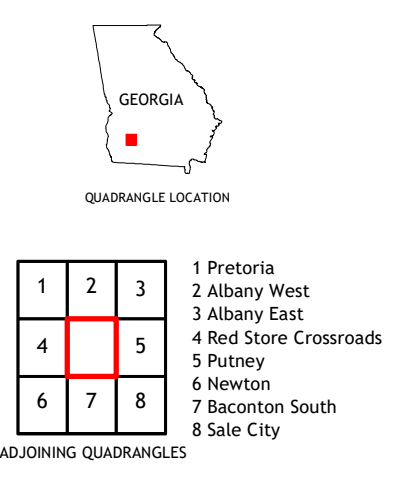 GEORGIA
QUADRANGLE LOCATION
1 2 3
4 5
6 7 8
ADJOINING QUADRANGLES
1 Pretoria
2 Albany West
3 Albany East
4 Red Store Crossroads
5 Putney
6 Newton
7 Baconton South
8 Sale City